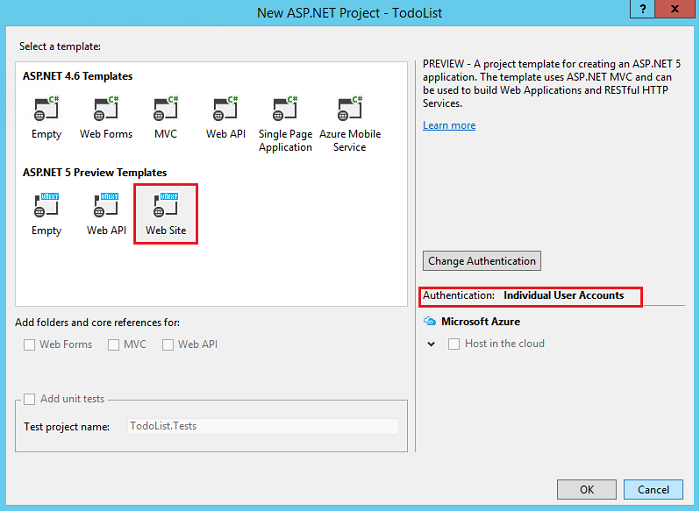 New ASP.NET Project - TodoList
? x
Select a template:
ASP.NET 4.6 Templates
C# C# C# C# C# C#
Empty Web Forms MVC Web API Single Page Application Azure Mobile Service
ASP.NET 5 Preview Templates
VNEXT VNEXT VNEXT
Empty Web API Web Site
Add folders and core references for:
Web Forms MVC Web API
Add unit tests
Test project name: TodoList.Tests
PREVIEW - A project template for creating an ASP.NET 5
application. The template uses ASP.NET MVC and can
be used to build Web Applications and RESTful HTTP
Services.
Learn more
Change Authentication
Authentication: Individual User Accounts
Microsoft Azure
Host in the cloud
OK Cancel